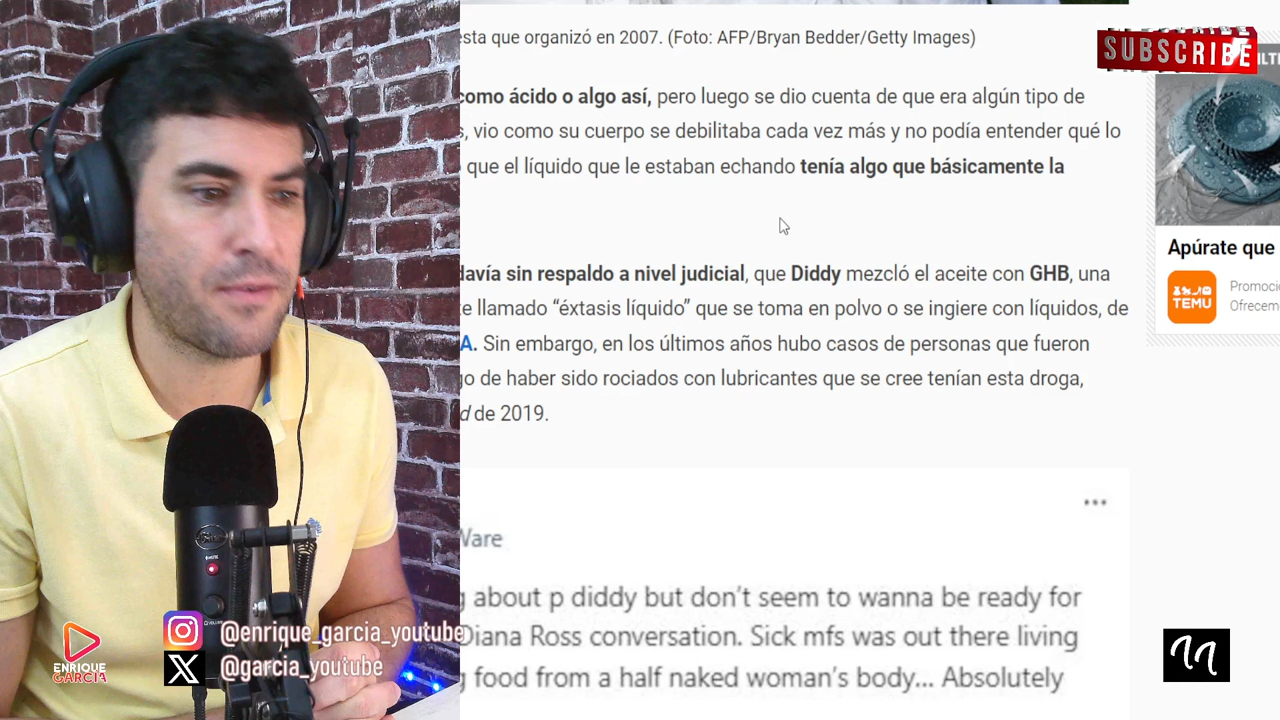 sta que organizó en 2007. (Foto: AFP/Bryan Bedder/Getty Images)
SUBSCRIBE
como ácido o algo así, pero luego se dio cuenta de que era algún tipo de
, vio como su cuerpo se debilitaba cada vez más y no podía entender qué lo
que el líquido que le estaban echando tenía algo que básicamente la
Apúrate que
TEMU
Promoció
Ofrecem
davía sin respaldo a nivel judicial, que Diddy mezcló el aceite con GHB, una
e llamado “éxtasis líquido” que se toma en polvo o se ingiere con líquidos, de
A. Sin embargo, en los últimos años hubo casos de personas que fueron
go de haber sido rociados con lubricantes que se cree tenían esta droga,
d de 2019.
Ware
g about p diddy but don't seem to wanna be ready for
Diana Ross conversation. Sick mfs was out there living
g food from a half naked woman's body... Absolutely
@enrique_garcia_youtube
@garcia_youtube
ENRIQUE
GARCIA